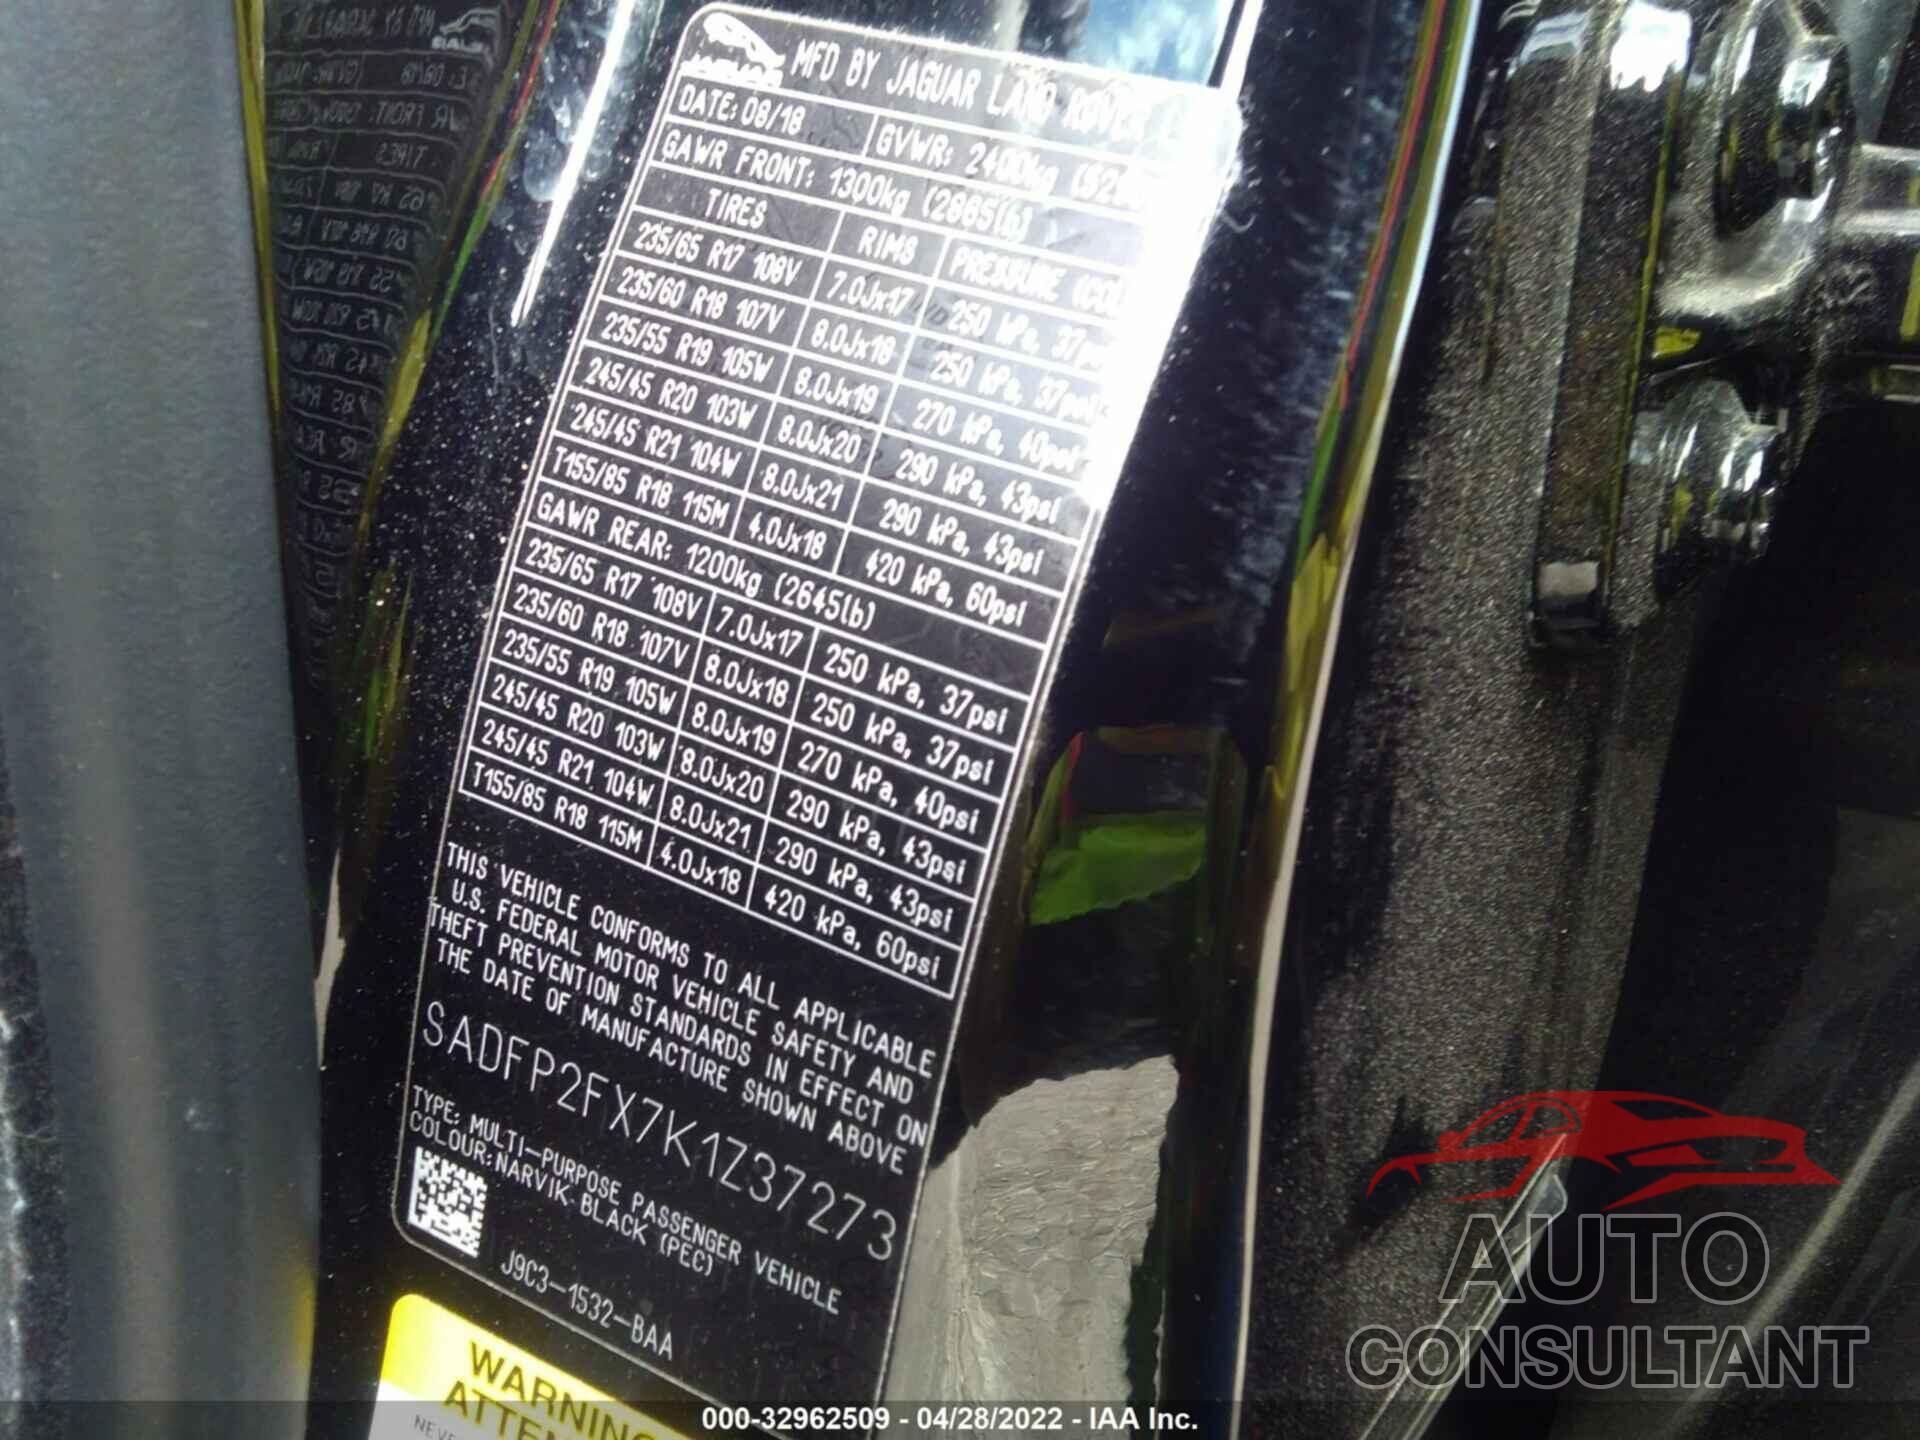 JAGUAR MFD BY JAGUAR LAND ROVER
DATE: 08/18 GVWR: 2400kg
GAWR FRONT: 1300kg (2865lb)
TIRES RIMS PRESSURE
235/65 R17 108V 7.0Jx17 250 kPa, 37psi
235/60 R18 107V 8.0Jx18 250 kPa, 37psi
235/55 R19 105W 8.0Jx19 270 kPa, 40psi
245/45 R20 103W 8.0Jx20 290 kPa, 43psi
245/45 R21 104W 8.0Jx21 290 kPa, 43psi
T155/85 R18 115M 4.0Jx18 420 kPa, 60psi
GAWR REAR: 1200kg (2645lb)
235/65 R17 108V 7.0Jx17 250 kPa, 37psi
235/60 R18 107V 8.0Jx18 250 kPa, 37psi
235/55 R19 105W 8.0Jx19 270 kPa, 40psi
245/45 R20 103W 8.0Jx20 290 kPa, 43psi
245/45 R21 104W 8.0Jx21 290 kPa, 43psi
T155/85 R18 115M 4.0Jx18 420 kPa, 60psi
THIS VEHICLE CONFORMS TO ALL APPLICABLE
U.S. FEDERAL MOTOR VEHICLE SAFETY AND
THEFT PREVENTION STANDARDS IN EFFECT ON
THE DATE OF MANUFACTURE SHOWN ABOVE
SADFP2FX7K1Z37273
TYPE: MULTI-PURPOSE PASSENGER VEHICLE
COLOUR: NARVIK BLACK (PEC)
J9C3-1532-BAA
WARNING
AUTO
CONSULTANT
000-32962509 - 04/28/2022 - IAA Inc.